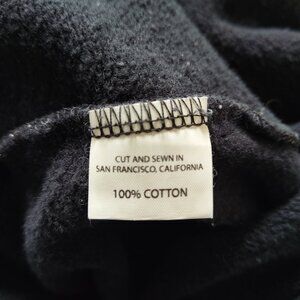 CUT AND SEWN IN
SAN FRANCISCO, CALIFORNIA
100% COTTON